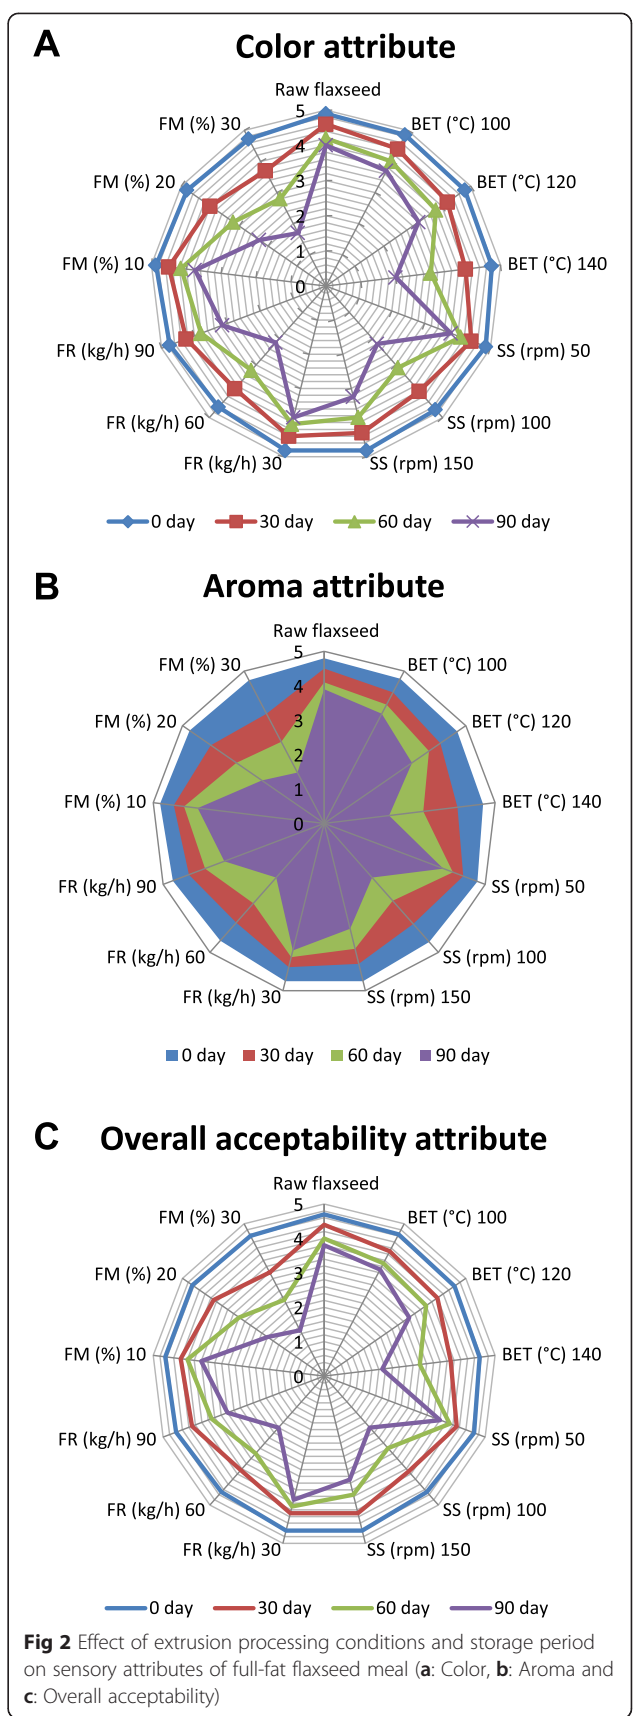 A
Color attribute
Raw flaxseed
5
FM (%) 30
BET (°C) 100
4
FM (%) 20
BET (°C) 120
3
2
FM (%) 10
BET (°C) 140
1
0
FR (kg/h) 90
SS (rpm) 50
FR (kg/h) 60
SS (rpm) 100
FR (kg/h) 30
SS (rpm) 150
0 day 30 day 60 day 90 day
B
Aroma attribute
Raw flaxseed
5
FM (%) 30
BET (°C) 100
4
FM (%) 20
BET (°C) 120
3
2
FM (%) 10
BET (°C) 140
1
0
FR (kg/h) 90
SS (rpm) 50
FR (kg/h) 60
SS (rpm) 100
FR (kg/h) 30
SS (rpm) 150
0 day 30 day 60 day 90 day
C
Overall acceptability attribute
Raw flaxseed
5
FM (%) 30
BET (°C) 100
4
FM (%) 20
BET (°C) 120
3
2
FM (%) 10
BET (°C) 140
1
0
FR (kg/h) 90
SS (rpm) 50
FR (kg/h) 60
SS (rpm) 100
FR (kg/h) 30
SS (rpm) 150
0 day 30 day 60 day 90 day
Fig 2 Effect of extrusion processing conditions and storage period
on sensory attributes of full-fat flaxseed meal (a: Color, b: Aroma and
c: Overall acceptability)